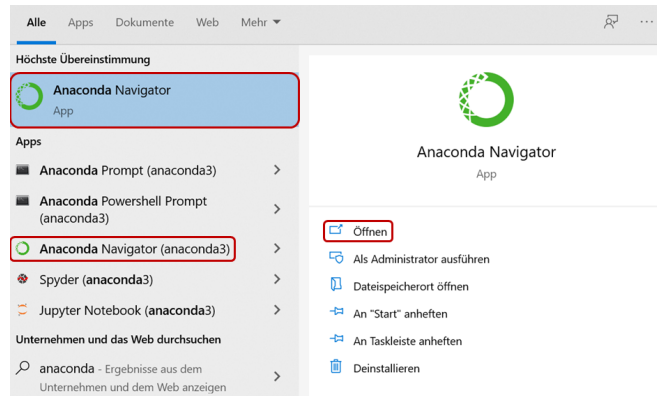 Alle Apps Dokumente Web Mehr
Höchste Übereinstimmung
Anaconda Navigator
App
Apps
Anaconda Prompt (anaconda3)
Anaconda Powershell Prompt
(anaconda3)
Anaconda Navigator (anaconda3)
Spyder (anaconda3)
Jupyter Notebook (anaconda3)
Unternehmen und das Web durchsuchen
anaconda - Ergebnisse aus dem
Unternehmen und dem Web anzeigen
Anaconda Navigator
App
Öffnen
Als Administrator ausführen
Dateispeicherort öffnen
An "Start" anheften
An Taskleiste anheften
Deinstallieren